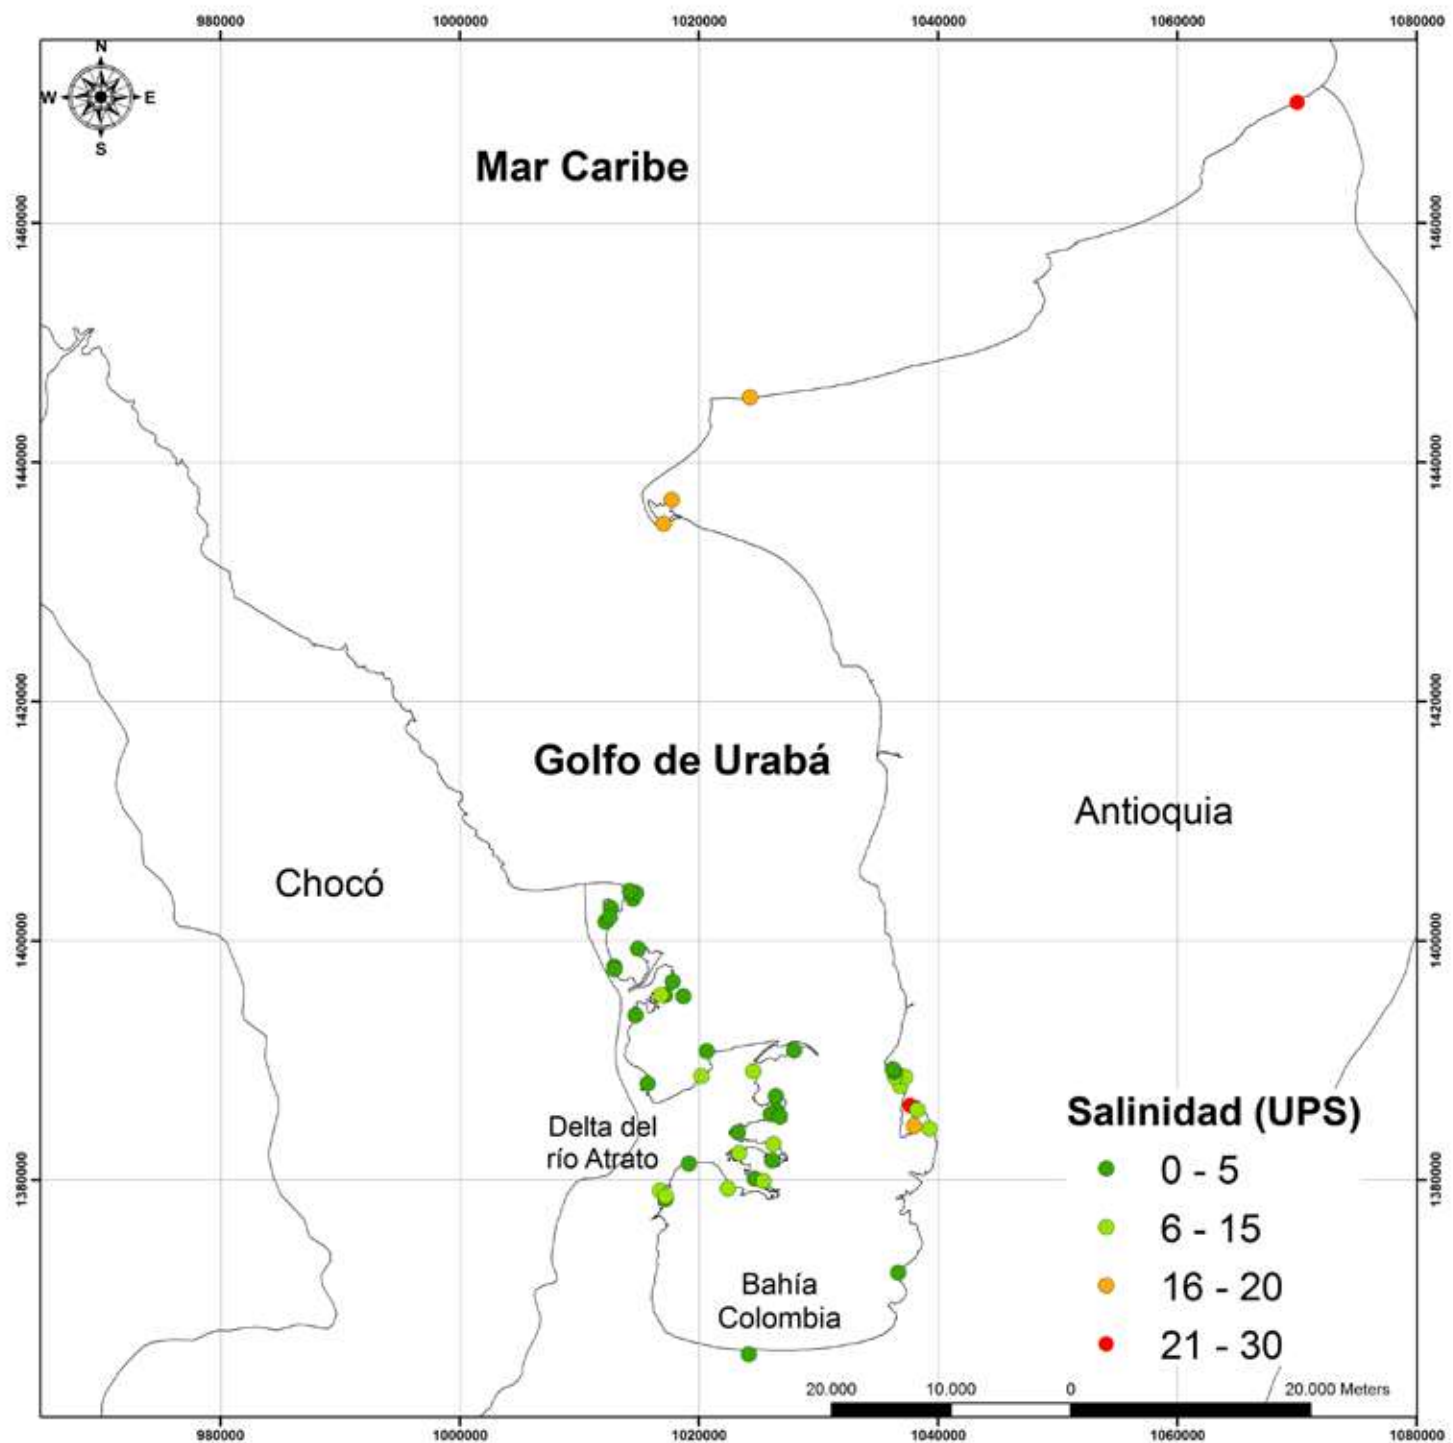 980000 1000000 1020000 1040000 1060000 1080000
N
W E
S
Mar Caribe
1460000 1460000
1440000 1440000
1420000 1420000
Golfo de Urabá
Antioquia
Chocó
1400000 1400000
Delta del
río Atrato
1380000 1380000
Bahía
Colombia
Salinidad (UPS)
0 - 5
6 - 15
16 - 20
21 - 30
20.000 10.000 0 20.000 Meters
980000 1000000 1020000 1040000 1060000 1080000